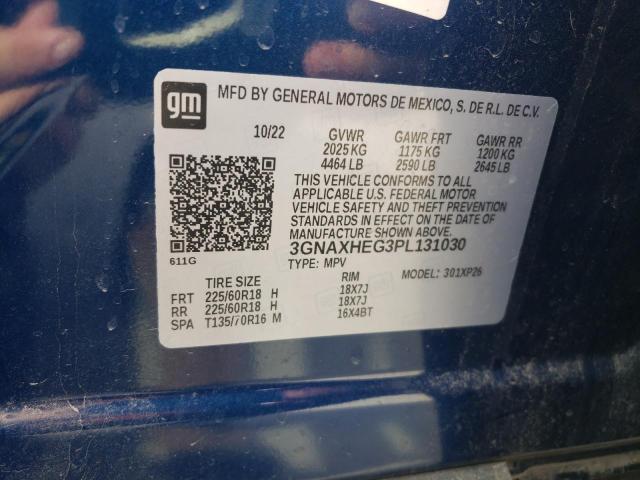 gm
MFD BY GENERAL MOTORS DE MEXICO, S. DE R.L. DE C.V.
10/22 GVWR GAWR FRT GAWR RR
2025 KG 1175 KG 1200 KG
4464 LB 2590 LB 2645 LB
THIS VEHICLE CONFORMS TO ALL
APPLICABLE U.S. FEDERAL MOTOR
VEHICLE SAFETY AND THEFT PREVENTION
STANDARDS IN EFFECT ON THE DATE OF
MANUFACTURE SHOWN ABOVE.
611G
3GNAXHEG3PL131030
TYPE: MPV MODEL: 301XP26
TIRE SIZE RIM
FRT 225/60R18 H 18X7J
RR 225/60R18 H 18X7J
SPA T135/70R16 M 16X4BT